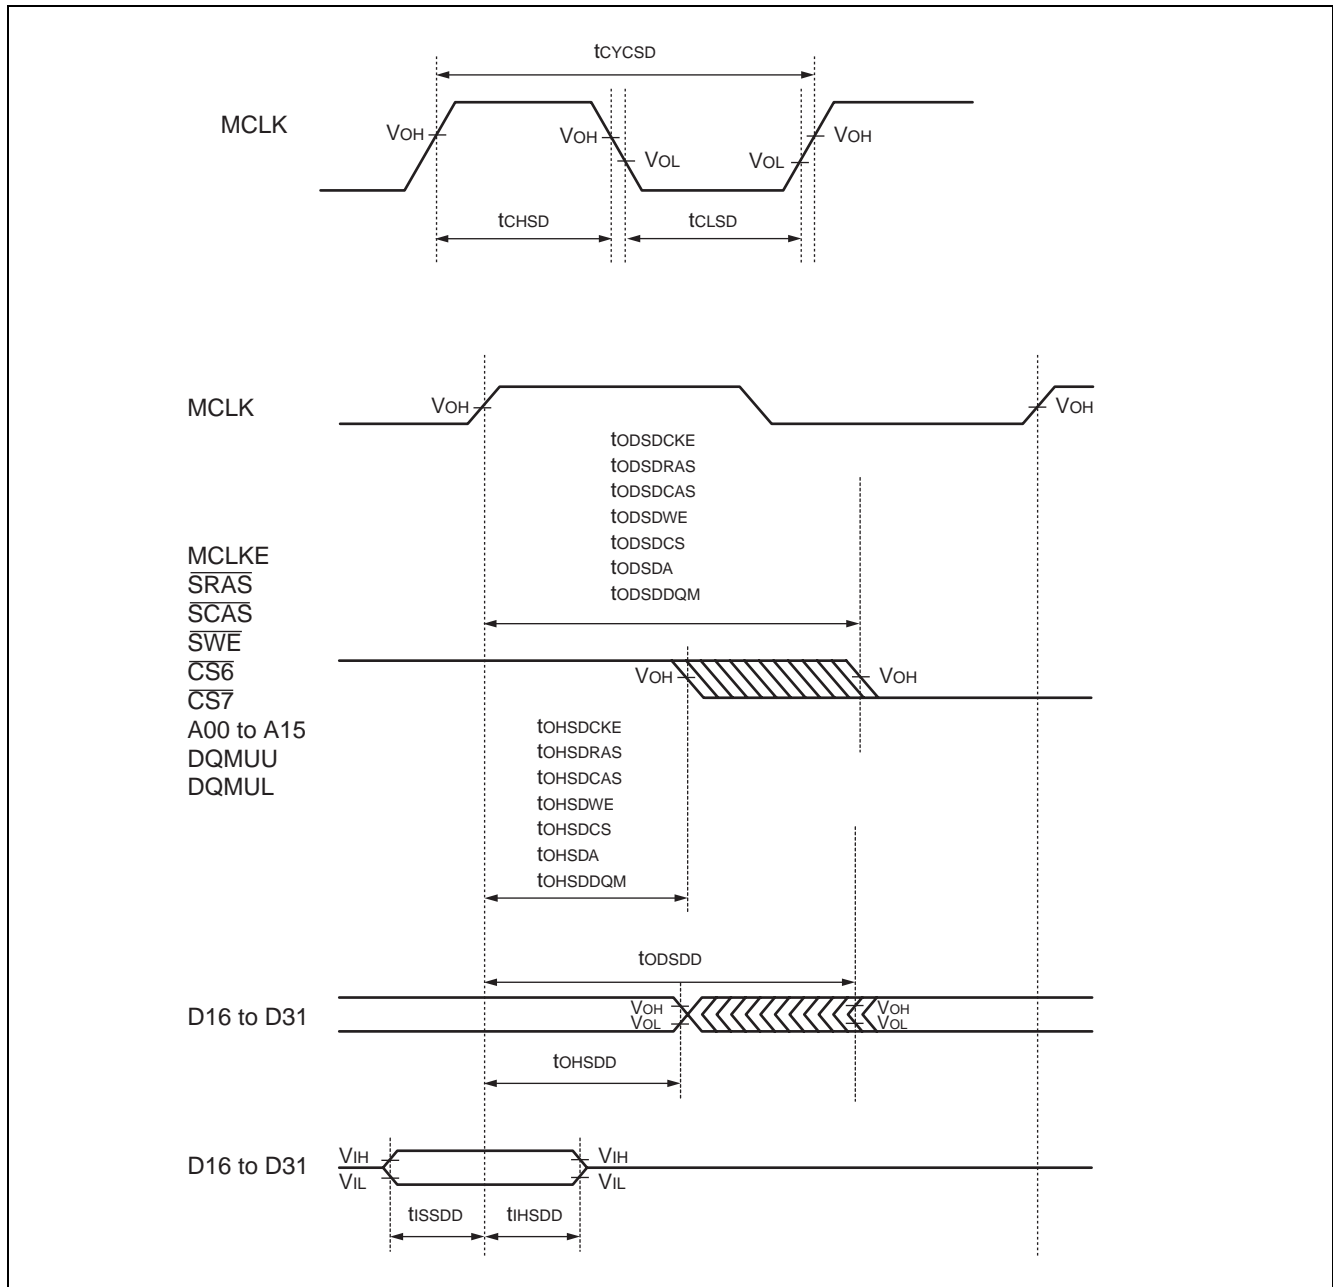 tCYCSD
MCLK
VOH
VOH
VOL
VOL
VOH
tCHSD
tCLSD
MCLK
VOH
VOH
tODSDCKE
tODSDRAS
tODSDCAS
tODSDWE
tODSDCS
tODSDA
tODSDDQM
MCLKE
SRAS
SCAS
SWE
CS6
CS7
A00 to A15
DQMUU
DQMUL
VOH
VOH
tOHSDCKE
tOHSDRAS
tOHSDCAS
tOHSDWE
tOHSDCS
tOHSDA
tOHSDDQM
tODSDD
D16 to D31
VOH
VOL
VOH
VOL
tOHSDD
D16 to D31
VIH
VIL
VIH
VIL
tISSDD
tIHSDD